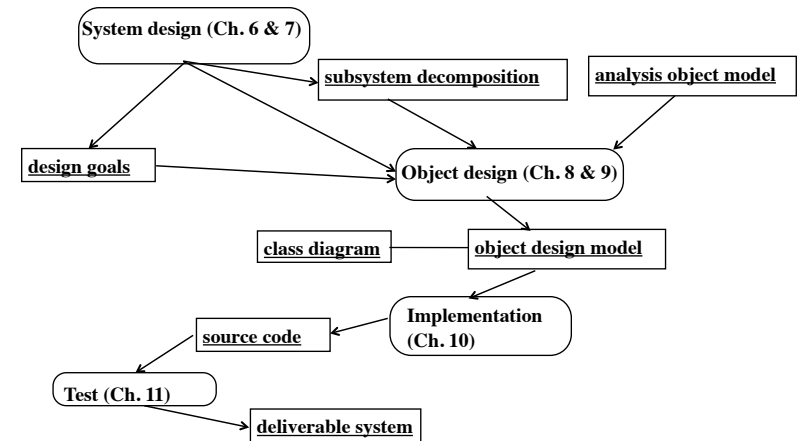 System design (Ch. 6 & 7)
subsystem decomposition
analysis object model
design goals
Object design (Ch. 8 & 9)
class diagram
object design model
Implementation
(Ch. 10)
source code
Test (Ch. 11)
deliverable system